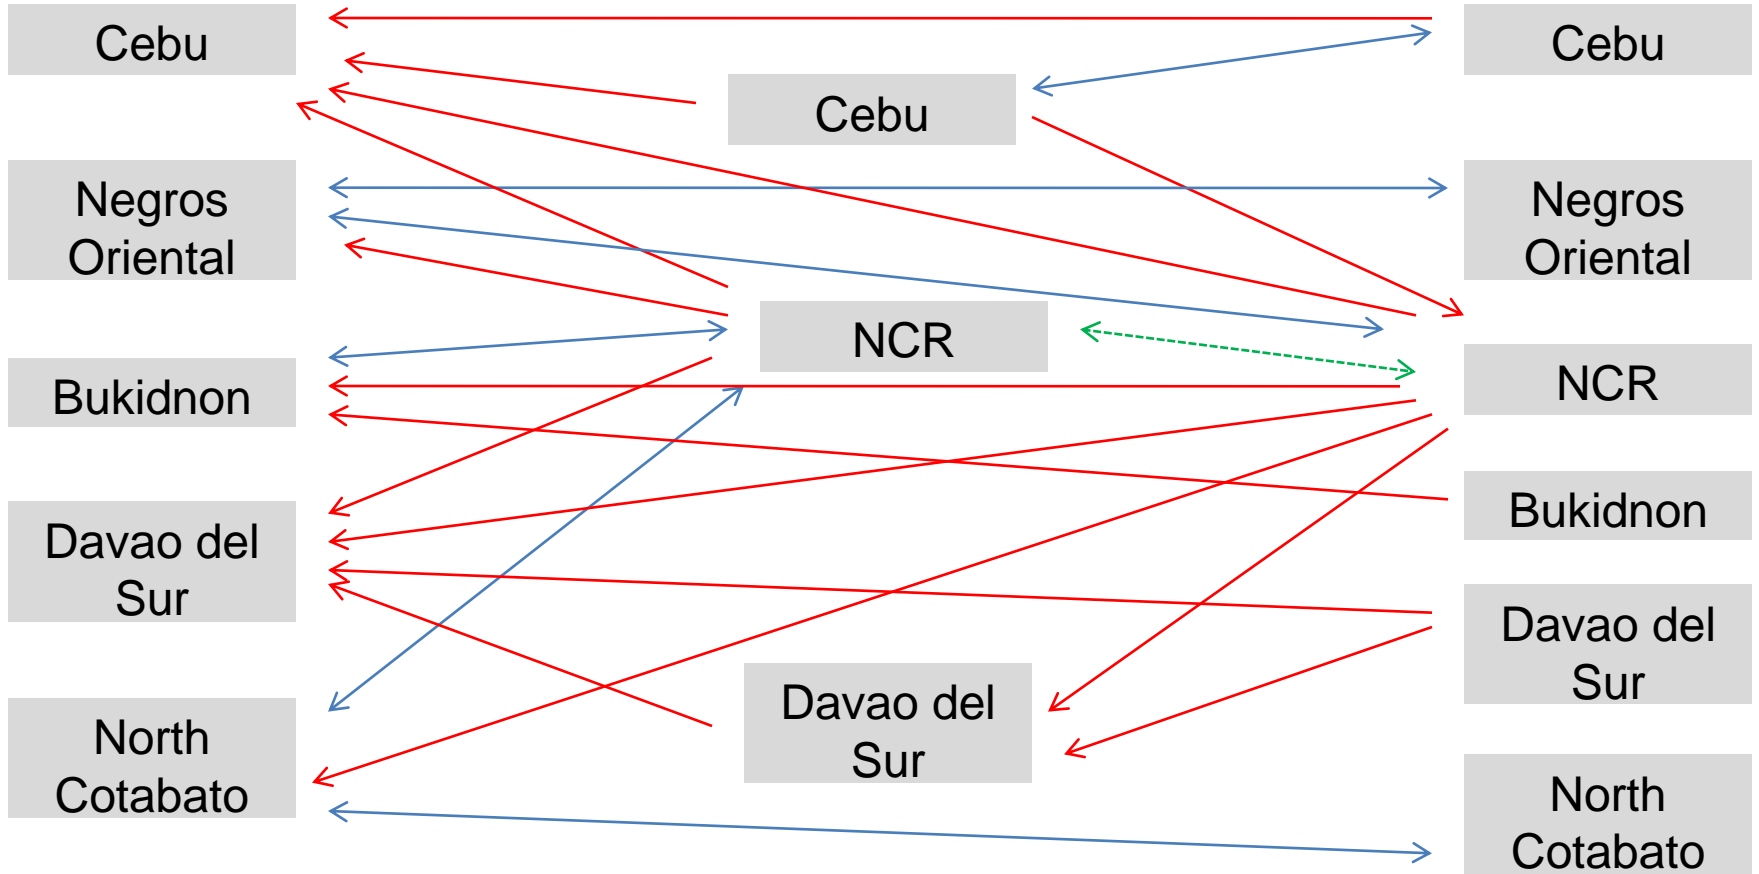 Cebu
Negros
Oriental
Bukidnon
Davao del
Sur
North
Cotabato
Cebu
NCR
Davao del
Sur
Cebu
Negros
Oriental
NCR
Bukidnon
Davao del
Sur
North
Cotabato